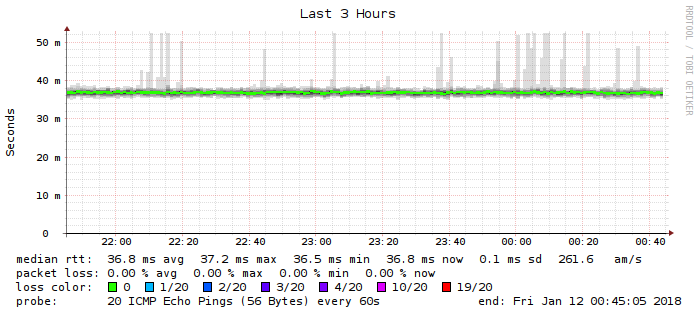 Last 3 Hours
RRDTOOL / TOBI OETIKER
Seconds
50 m
40 m
30 m
20 m
10 m
0
22:00 22:20 22:40 23:00 23:20 23:40 00:00 00:20 00:40
median rtt: 36.8 ms avg 37.2 ms max 36.5 ms min 36.8 ms now 0.1 ms sd 261.6 am/s
packet loss: 0.00 % avg 0.00 % max 0.00 % min 0.00 % now
loss color: 0 1/20 2/20 3/20 4/20 10/20 19/20
probe: 20 ICMP Echo Pings (56 Bytes) every 60s end: Fri Jan 12 00:45:05 2018